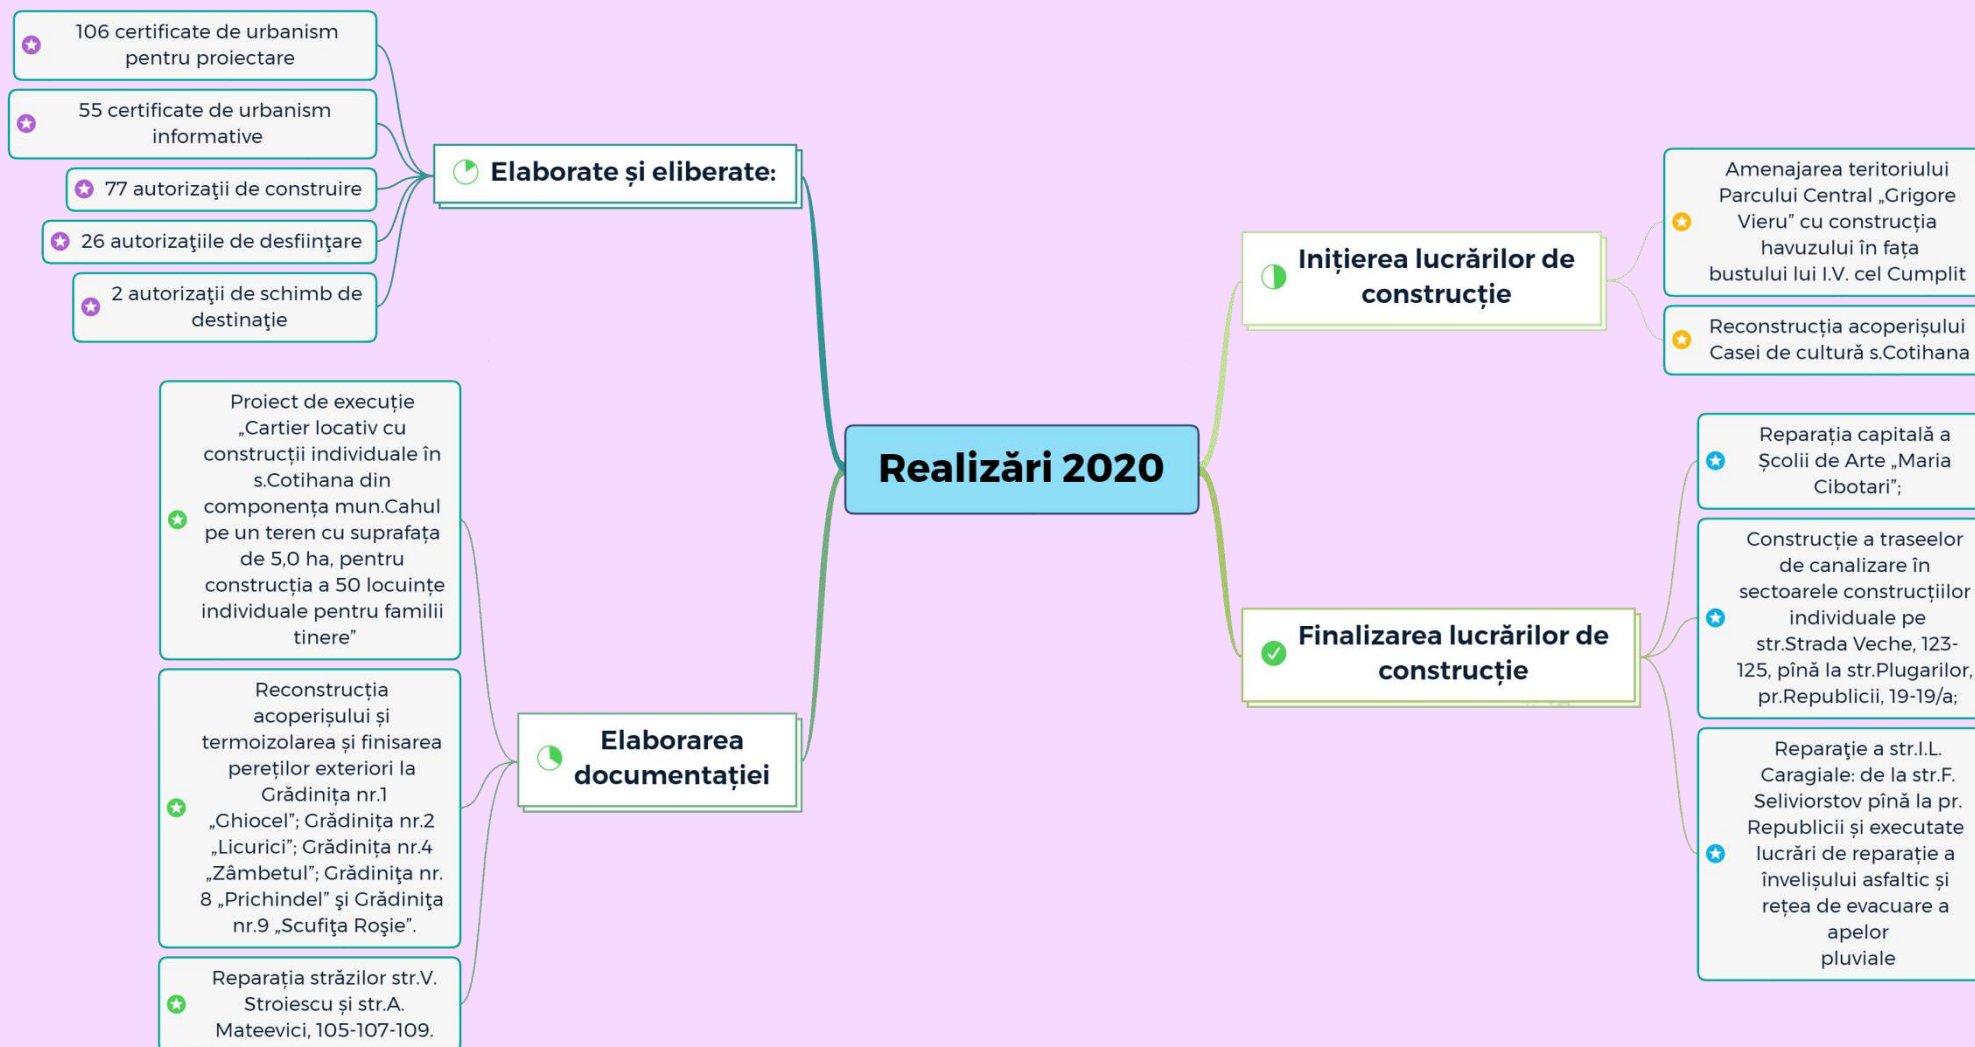 106 certificate de urbanism
pentru proiectare
55 certificate de urbanism
informative
77 autorizaţii de construire
26 autorizaţiile de desfiinţare
2 autorizaţii de schimb de
destinaţie
Elaborate și eliberate:
Proiect de execuție
„Cartier locativ cu
construcții individuale în
s.Cotihana din
componența mun.Cahul
pe un teren cu suprafața
de 5,0 ha, pentru
construcția a 50 locuințe
individuale pentru familii
tinere”
Reconstrucția
acoperișului și
termoizolarea și finisarea
pereților exteriori la
Grădinița nr.1
„Ghiocel”; Grădinița nr.2
„Licurici”; Grădinița nr.4
„Zâmbetul”; Grădiniţa nr.
8 „Prichindel” şi Grădiniţa
nr.9 „Scufiţa Roşie”.
Reparația străzilor str.V.
Stroiescu și str.A.
Mateevici, 105-107-109.
Elaborarea
documentației
Realizări 2020
Inițierea lucrărilor de
construcție
Amenajarea teritoriului
Parcului Central „Grigore
Vieru” cu construcția
havuzului în fața
bustului lui I.V. cel Cumplit
Reconstrucția acoperișului
Casei de cultură s.Cotihana
Finalizarea lucrărilor de
construcție
Reparația capitală a
Școlii de Arte „Maria
Cibotari”;
Construcție a traseelor
de canalizare în
sectoarele construcțiilor
individuale pe
str.Strada Veche, 123-
125, pînă la str.Plugarilor,
pr.Republicii, 19-19/a;
Reparaţie a str.I.L.
Caragiale: de la str.F.
Seliviorstov pînă la pr.
Republicii și executate
lucrări de reparație a
învelișului asfaltic și
rețea de evacuare a
apelor
pluviale